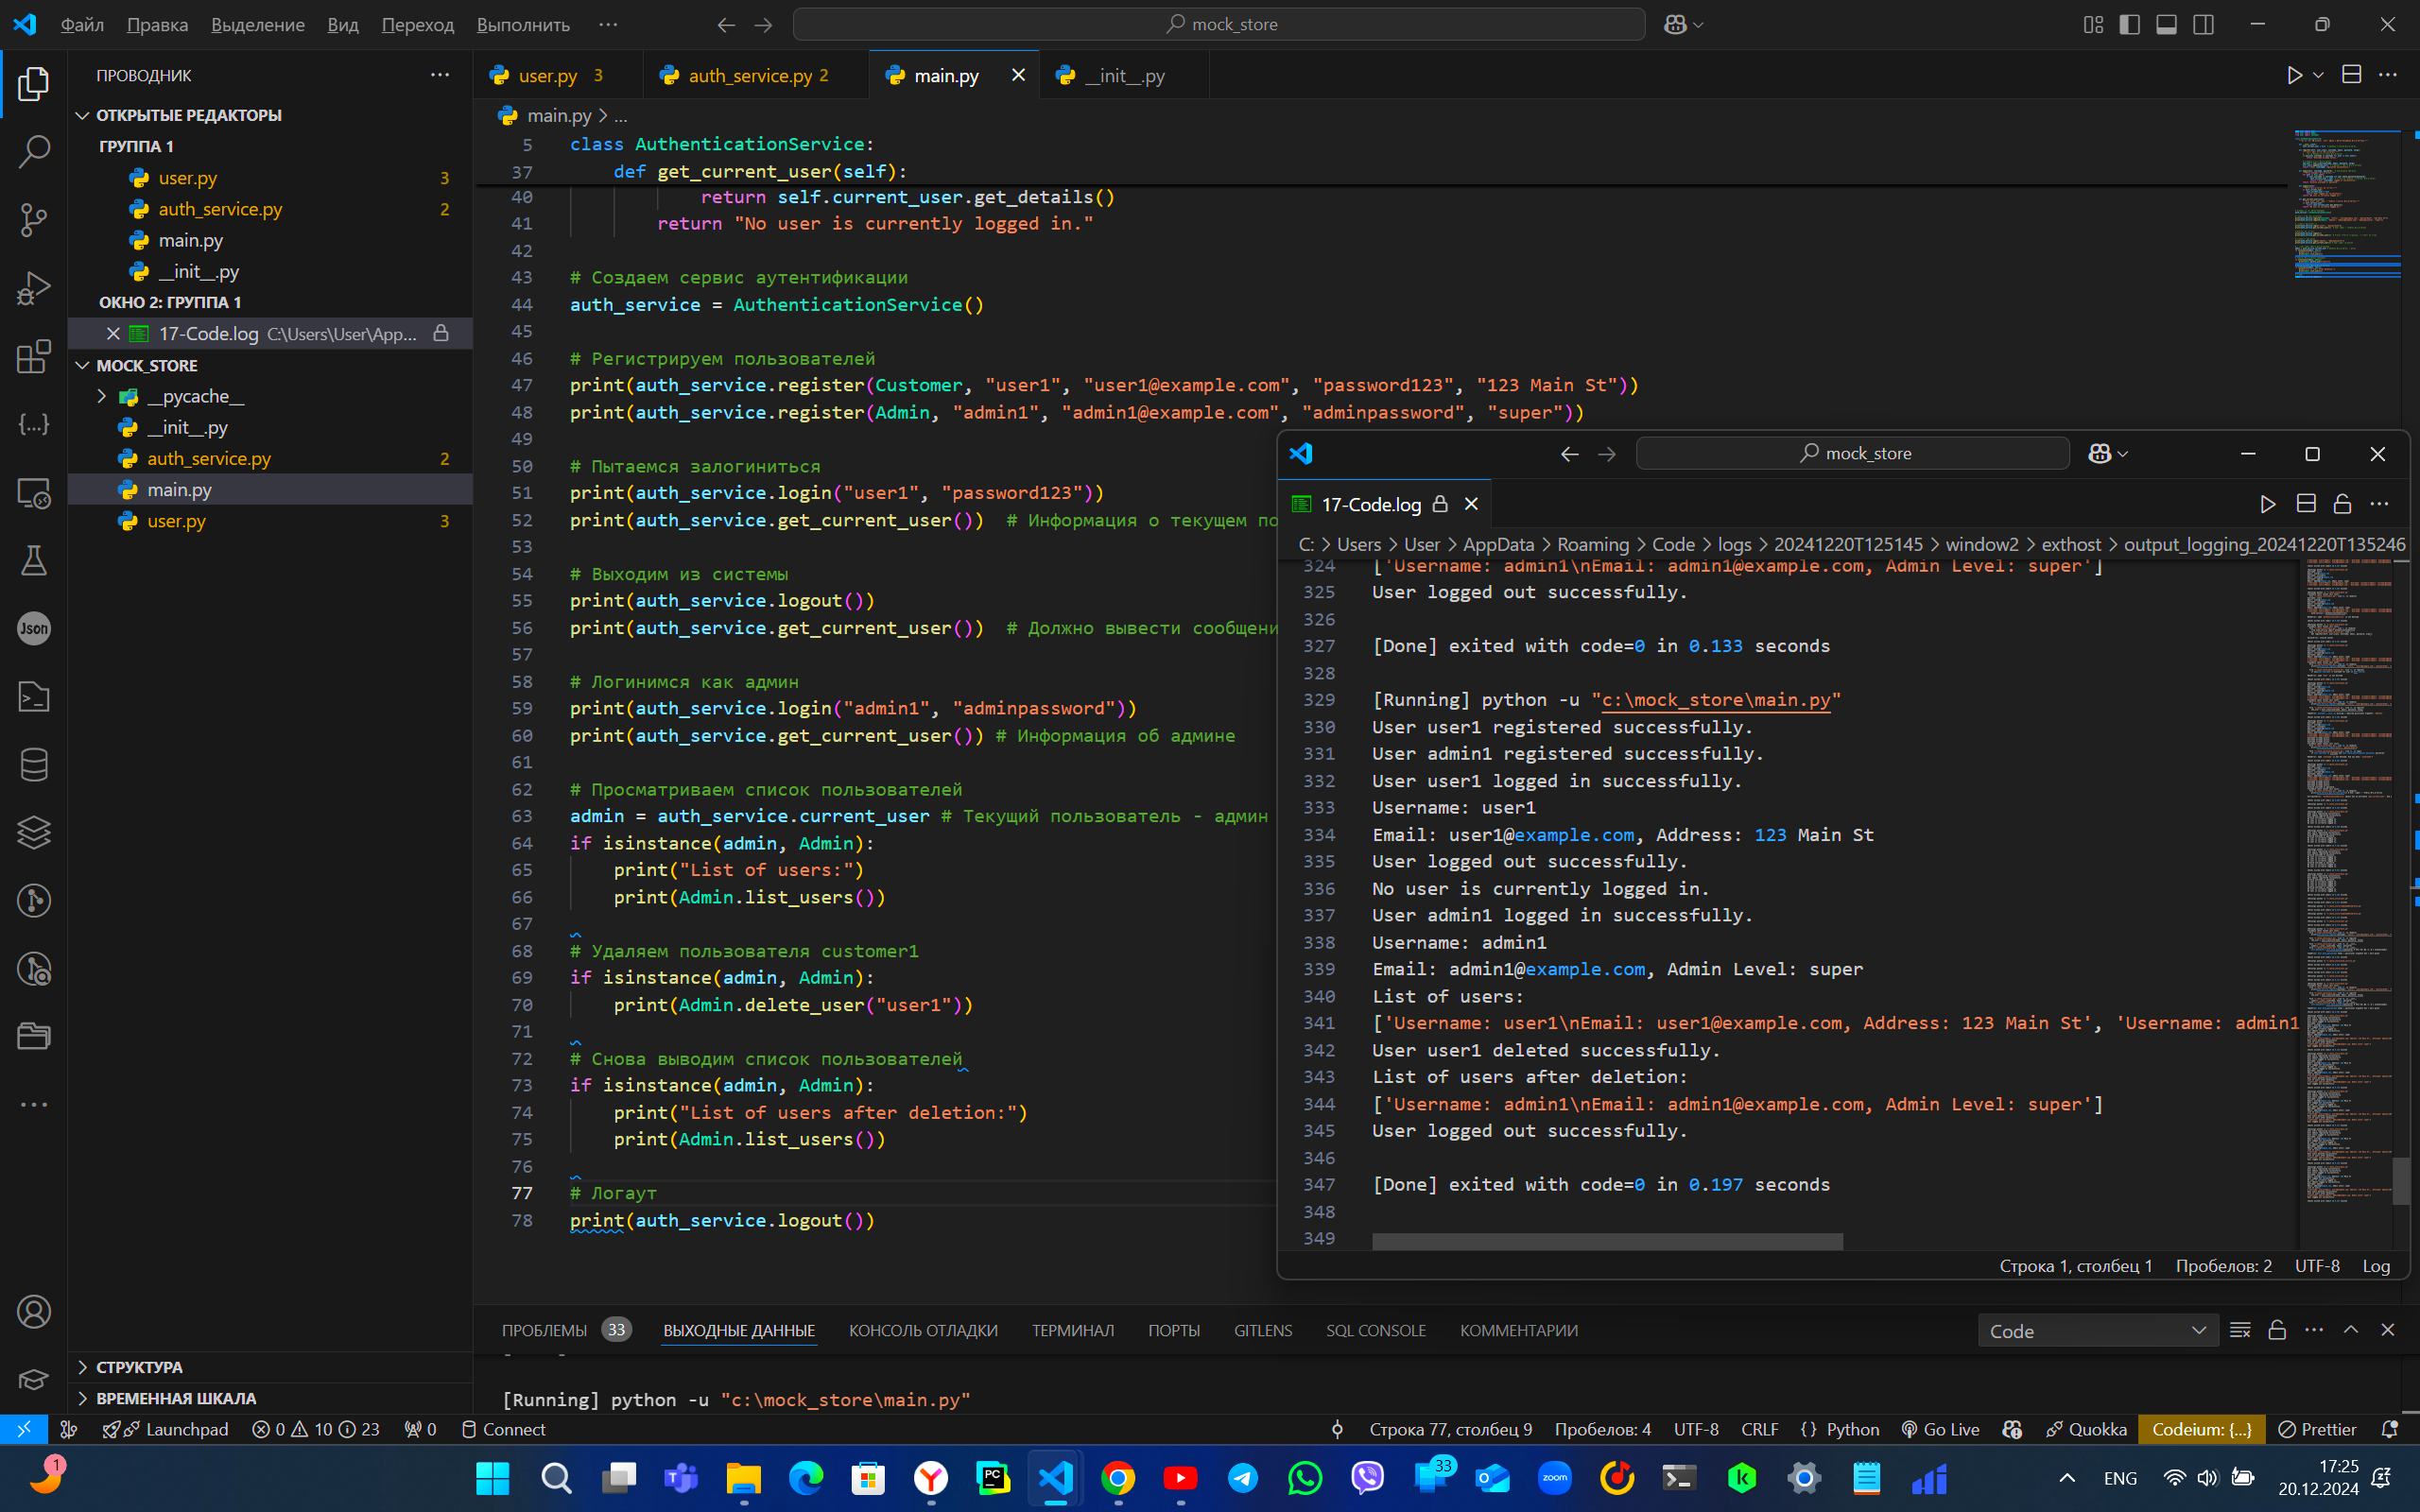 Файл Правка Выделение Вид Переход Выполнить ···
mock_store
ПРОВОДНИК
ОТКРЫТЫЕ РЕДАКТОРЫ
ГРУППА 1
user.py 3
auth_service.py 2
main.py
__init__.py
ОКНО 2: ГРУППА 1
17-Code.log C:\Users\User\App...
MOCK_STORE
__pycache__
__init__.py
auth_service.py 2
main.py
user.py 3
СТРУКТУРА
ВРЕМЕННАЯ ШКАЛА
user.py 3
auth_service.py 2
main.py
__init__.py
main.py > ...
5 class AuthenticationService:
37 def get_current_user(self):
40 return self.current_user.get_details()
41 return "No user is currently logged in."
42
43 # Создаем сервис аутентификации
44 auth_service = AuthenticationService()
45
46 # Регистрируем пользователей
47 print(auth_service.register(Customer, "user1", "user1@example.com", "password123", "123 Main St"))
48 print(auth_service.register(Admin, "admin1", "admin1@example.com", "adminpassword", "super"))
49
50 # Пытаемся залогиниться
51 print(auth_service.login("user1", "password123"))
52 print(auth_service.get_current_user()) # Информация о текущем по
53
54 # Выходим из системы
55 print(auth_service.logout())
56 print(auth_service.get_current_user()) # Должно вывести сообщени
57
58 # Логинимся как админ
59 print(auth_service.login("admin1", "adminpassword"))
60 print(auth_service.get_current_user()) # Информация об админе
61
62 # Просматриваем список пользователей
63 admin = auth_service.current_user # Текущий пользователь - админ
64 if isinstance(admin, Admin):
65 print("List of users:")
66 print(Admin.list_users())
67
68 # Удаляем пользователя customer1
69 if isinstance(admin, Admin):
70 print(Admin.delete_user("user1"))
71
72 # Снова выводим список пользователей
73 if isinstance(admin, Admin):
74 print("List of users after deletion:")
75 print(Admin.list_users())
76
77 # Логаут
78 print(auth_service.logout())
mock_store
17-Code.log
C: > Users > User > AppData > Roaming > Code > logs > 20241220T125145 > window2 > exthost > output_logging_20241220T135246
324 ['Username: admin1\nEmail: admin1@example.com, Admin Level: super']
325 User logged out successfully.
326
327 [Done] exited with code=0 in 0.133 seconds
328
329 [Running] python -u "c:\mock_store\main.py"
330 User user1 registered successfully.
331 User admin1 registered successfully.
332 User user1 logged in successfully.
333 Username: user1
334 Email: user1@example.com, Address: 123 Main St
335 User logged out successfully.
336 No user is currently logged in.
337 User admin1 logged in successfully.
338 Username: admin1
339 Email: admin1@example.com, Admin Level: super
340 List of users:
341 ['Username: user1\nEmail: user1@example.com, Address: 123 Main St', 'Username: admin1
342 User user1 deleted successfully.
343 List of users after deletion:
344 ['Username: admin1\nEmail: admin1@example.com, Admin Level: super']
345 User logged out successfully.
346
347 [Done] exited with code=0 in 0.197 seconds
348
349
Строка 1, столбец 1 Пробелов: 2 UTF-8 Log
ПРОБЛЕМЫ 33 ВЫХОДНЫЕ ДАННЫЕ КОНСОЛЬ ОТЛАДКИ ТЕРМИНАЛ ПОРТЫ GITLENS SQL CONSOLE КОММЕНТАРИИ
Code
[Running] python -u "c:\mock_store\main.py"
Launchpad 0 10 23 0 Connect
Строка 77, столбец 9 Пробелов: 4 UTF-8 CRLF {} Python Go Live Quokka Codeium: {...} Prettier
Json
1
PC
33
zoom
ENG
17:25
20.12.2024